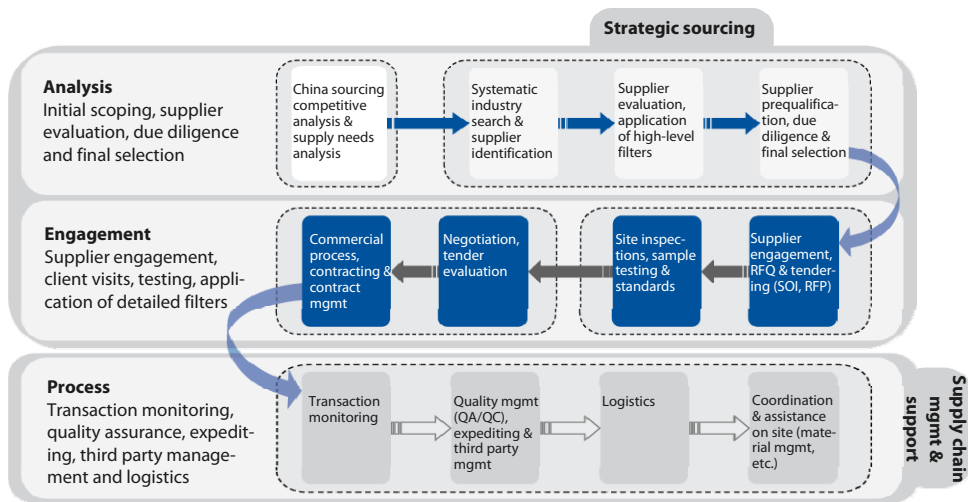 Strategic sourcing
Analysis
Initial scoping, supplier
evaluation, due diligence
and final selection
China sourcing
competitive
analysis &
supply needs
analysis
Systematic
industry
search &
supplier
identification
Supplier
evaluation,
application
of high-level
filters
Supplier
prequalifica-
tion, due
diligence &
final selection
Engagement
Supplier engagement,
client visits, testing, appli-
cation of detailed filters
Commercial
process,
contracting &
contract
mgmt
Negotiation,
tender
evaluation
Site inspec-
tions, sample
testing &
standards
Supplier
engagement,
RFQ & tender-
ing (SOI, RFP)
Process
Transaction monitoring,
quality assurance, expedit-
ing, third party manage-
ment and logistics
Transaction
monitoring
Quality mgmt
(QA/QC),
expediting &
third party
mgmt
Logistics
Coordination
& assistance
on site (mate-
rial mgmt,
etc.)
Supply chain
mgmt &
support